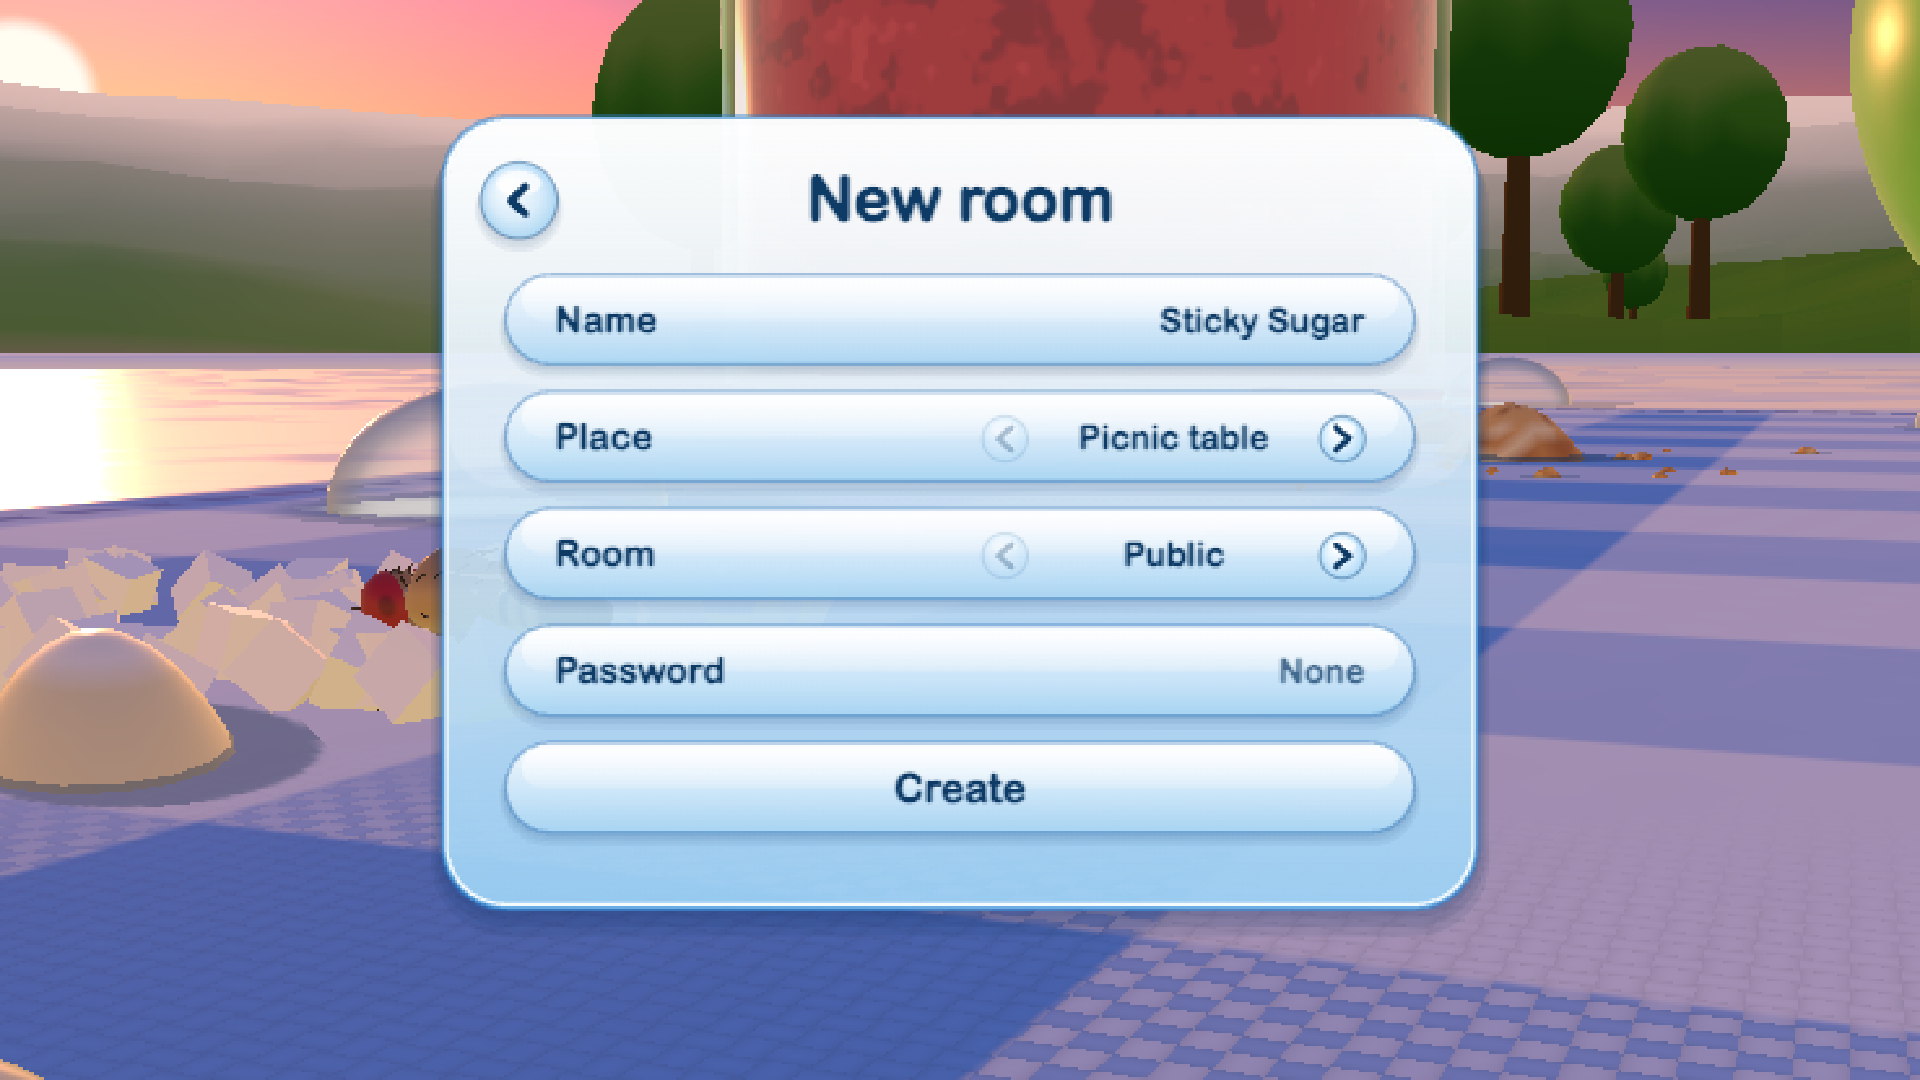 New room
Name Sticky Sugar
Place Picnic table
Room Public
Password None
Create